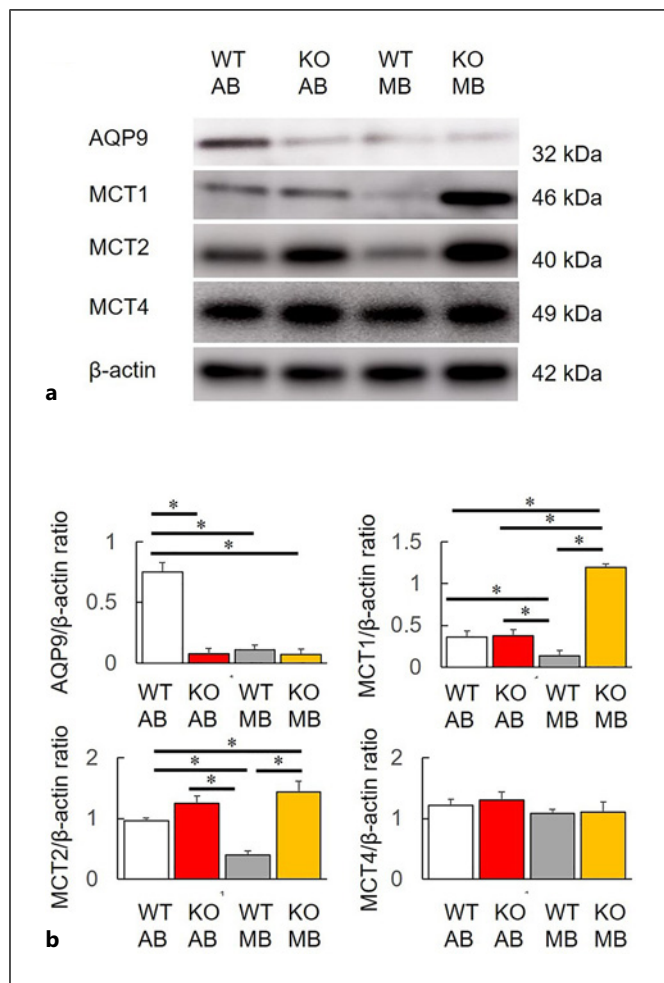 WT KO WT KO
AB AB MB MB
AQP9 32 kDa
MCT1 46 kDa
MCT2 40 kDa
MCT4 49 kDa
β-actin 42 kDa
a
* * *
AQP9/β-actin ratio
1
0.5
0
WT KO WT KO
AB AB MB MB
* * * * *
MCT1/β-actin ratio
1.5
1
0.5
0
WT KO WT KO
AB AB MB MB
* * * *
MCT2/β-actin ratio
2
1
0
WT KO WT KO
AB AB MB MB
MCT4/β-actin ratio
2
1
0
WT KO WT KO
AB AB MB MB
b